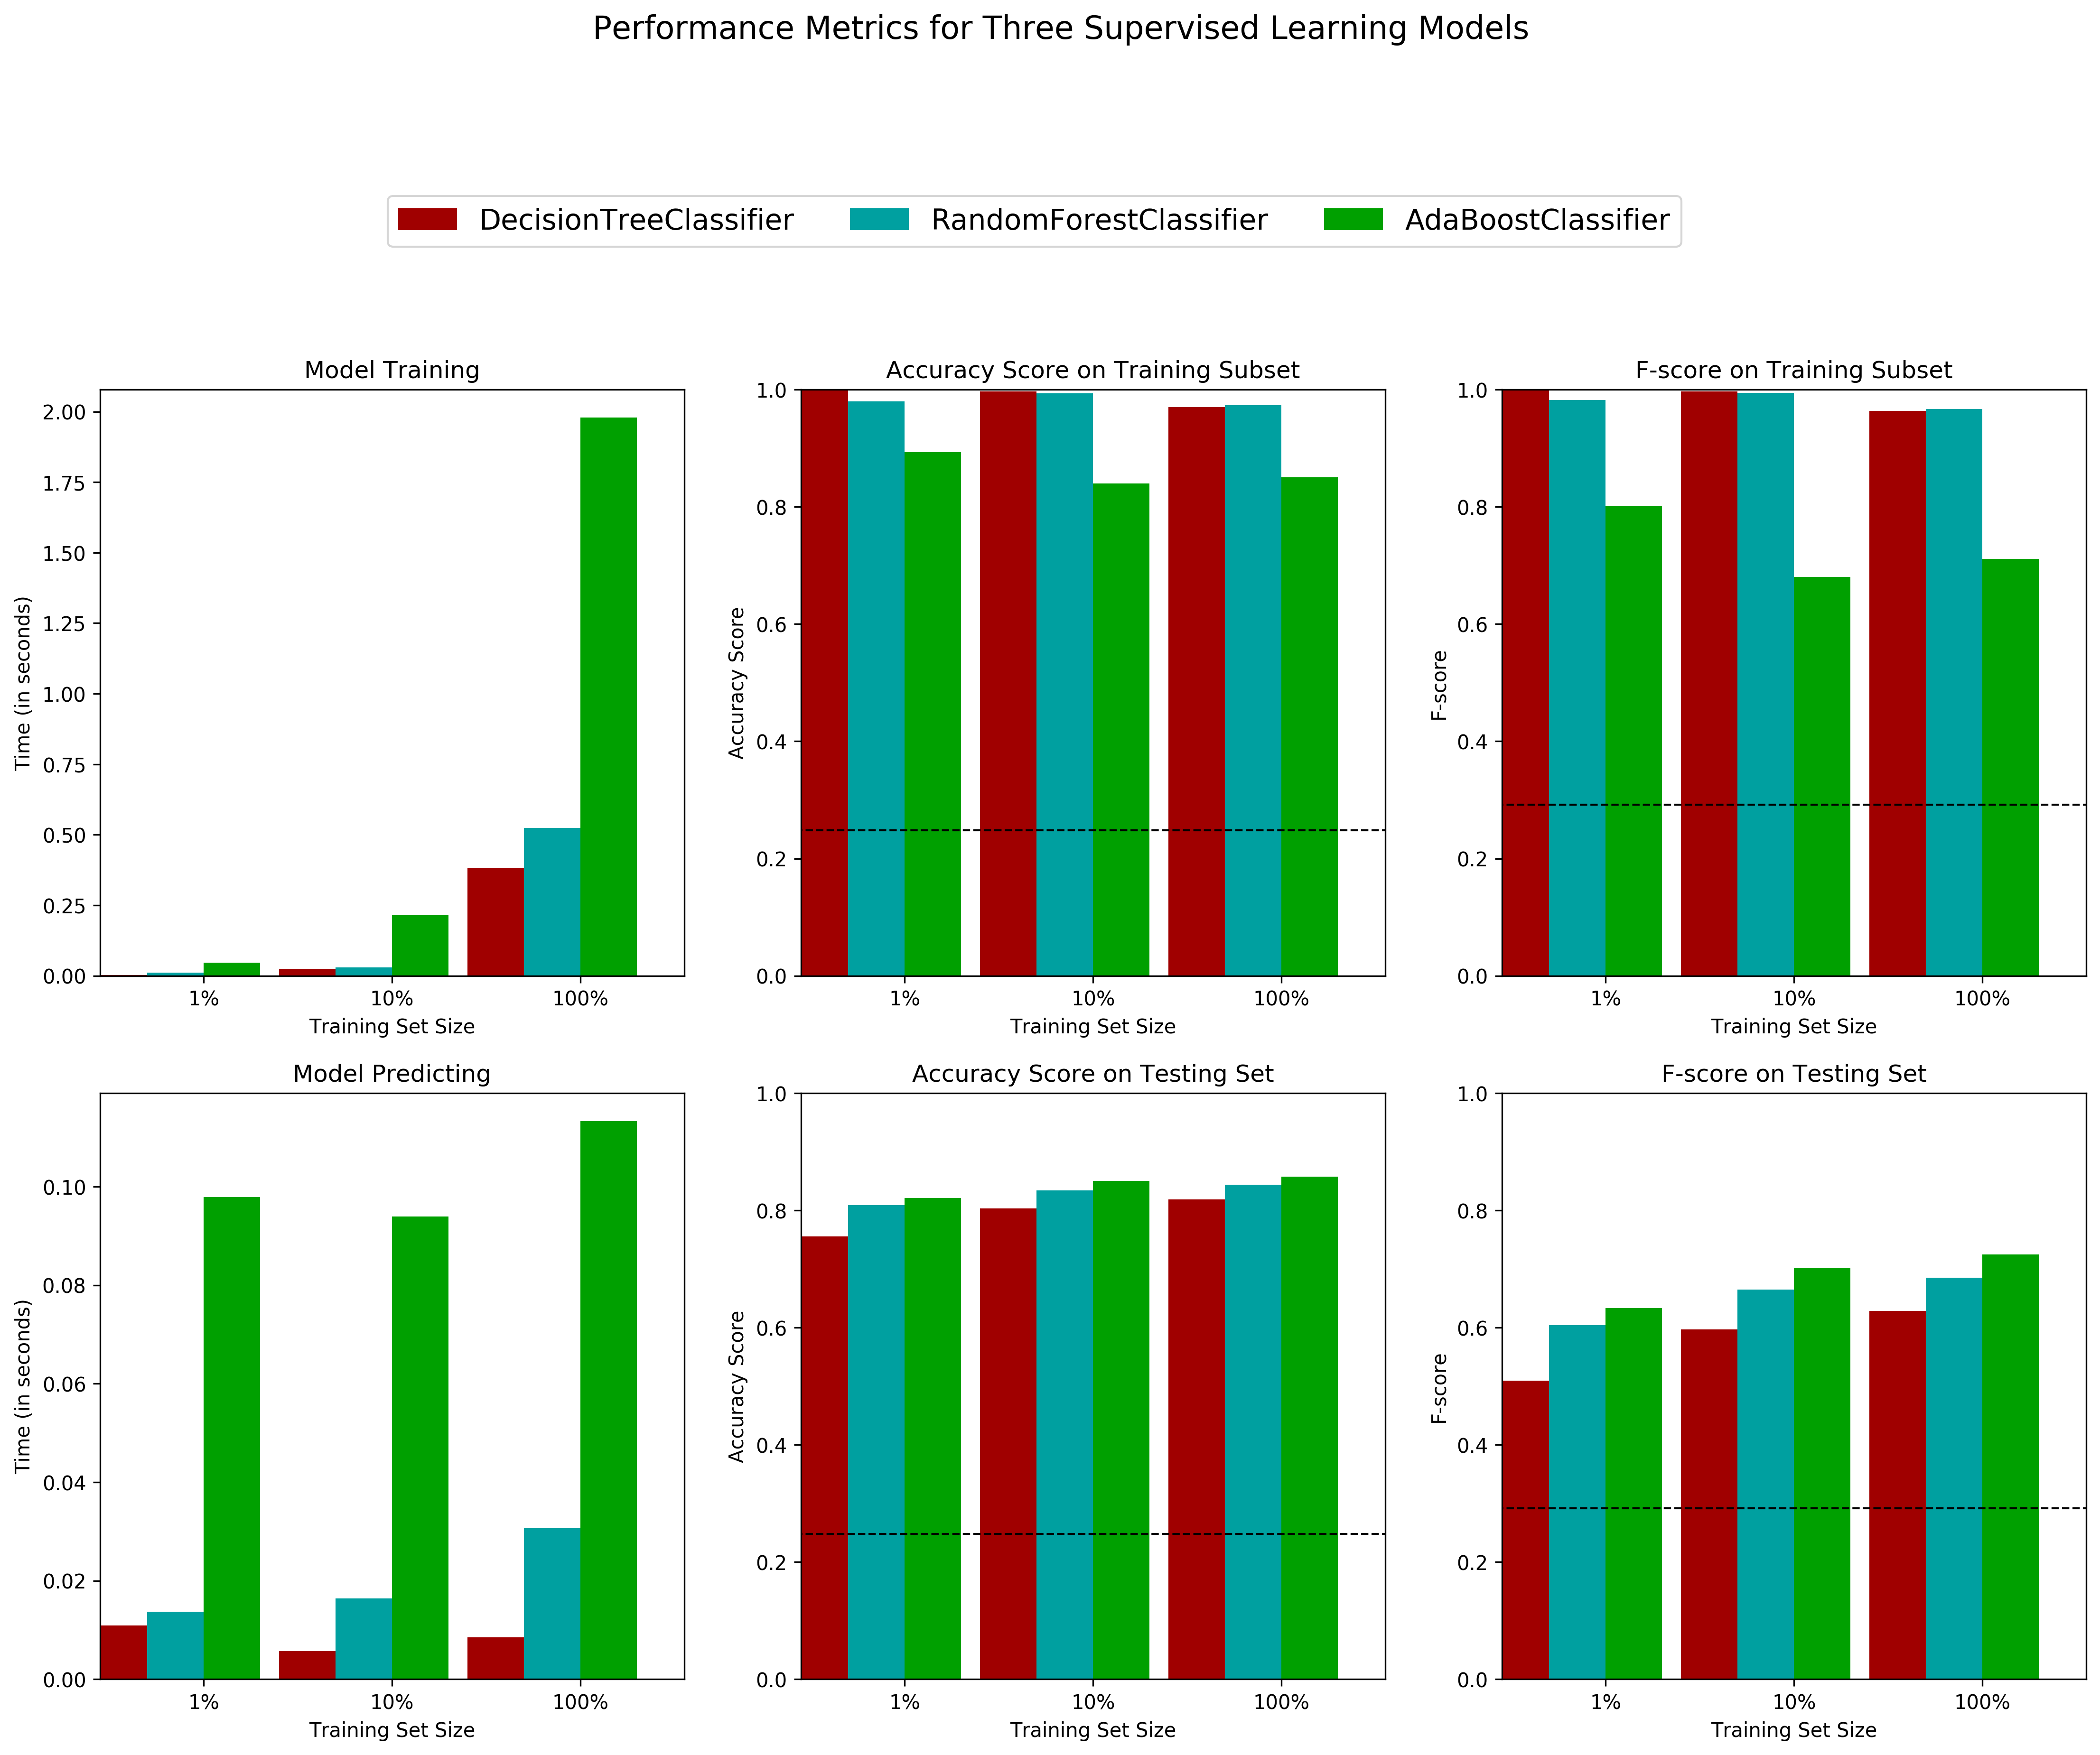 Performance Metrics for Three Supervised Learning Models
DecisionTreeClassifier
RandomForestClassifier
AdaBoostClassifier
Model Training
2.00
1.75
1.50
1.25
1.00
0.75
0.50
0.25
0.00
Time (in seconds)
1%
10%
100%
Training Set Size
Accuracy Score on Training Subset
1.0
0.8
0.6
0.4
0.2
0.0
Accuracy Score
1%
10%
100%
Training Set Size
F-score on Training Subset
1.0
0.8
0.6
0.4
0.2
0.0
F-score
1%
10%
100%
Training Set Size
Model Predicting
0.10
0.08
0.06
0.04
0.02
0.00
Time (in seconds)
1%
10%
100%
Training Set Size
Accuracy Score on Testing Set
1.0
0.8
0.6
0.4
0.2
0.0
Accuracy Score
1%
10%
100%
Training Set Size
F-score on Testing Set
1.0
0.8
0.6
0.4
0.2
0.0
F-score
1%
10%
100%
Training Set Size